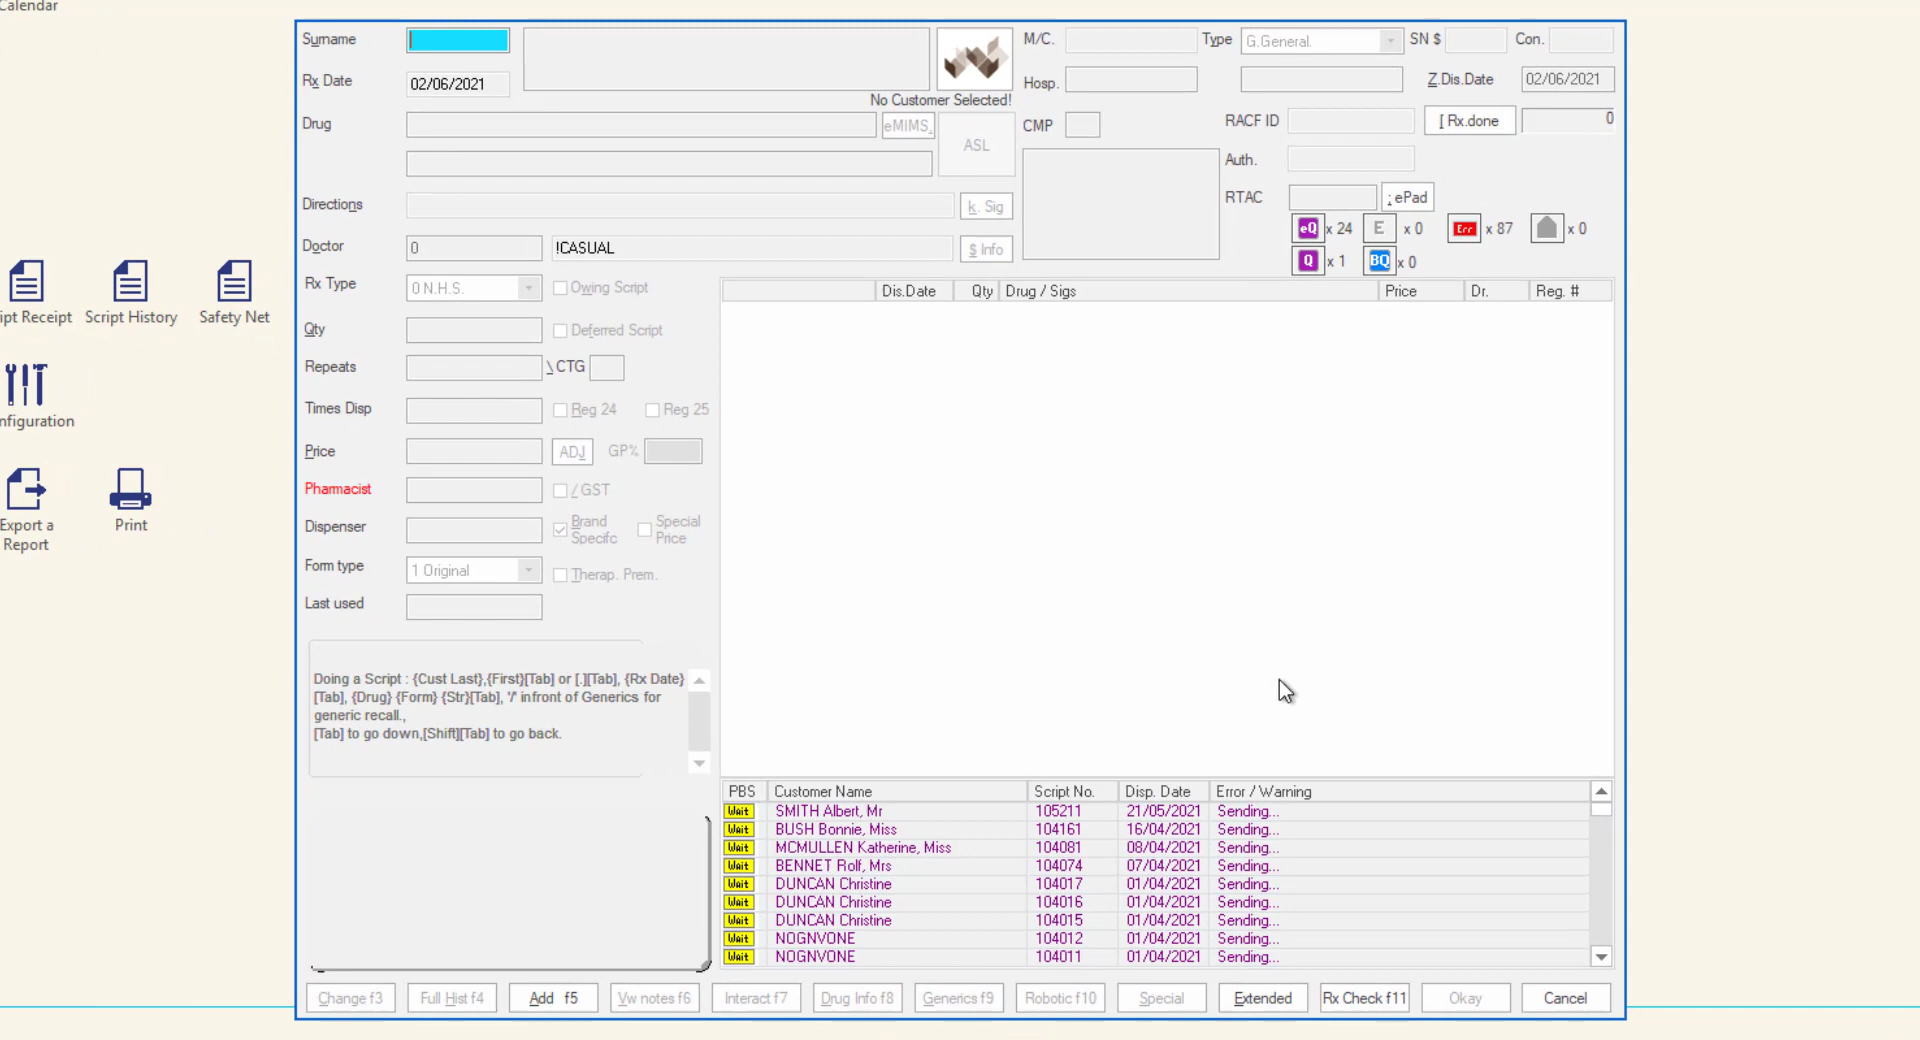 Calendar
Surname
M/C.
Type
G.General.
SN $
Con.
Rx Date
02/06/2021
Hosp.
Z.Dis.Date
02/06/2021
No Customer Selected!
Drug
eMIMS.
ASL
CMP
RACF ID
[ Rx.done
0
Auth.
Directions
k. Sig
RTAC
; ePad
eQ x 24
E x 0
Err x 87
x 0
Doctor
0
!CASUAL
$ Info
Q x 1
BQ x 0
Rx Type
0 N.H.S.
Owing Script
Dis.Date
Qty
Drug / Sigs
Price
Dr.
Reg. #
ipt Receipt
Script History
Safety Net
Qty
Deferred Script
Repeats
\ CTG
Times Disp
Reg 24
Reg 25
nfiguration
Price
ADJ
GP%
Pharmacist
/ GST
Dispenser
Brand
Specifc
Special
Price
Export a
Report
Print
Form type
1 Original
Therap. Prem.
Last used
Doing a Script : {Cust Last},{First}[Tab] or [.][Tab], {Rx Date}
[Tab], {Drug} {Form} {Str}[Tab], '/' infront of Generics for
generic recall.,
[Tab] to go down,[Shift][Tab] to go back.
PBS Customer Name Script No. Disp. Date Error / Warning
Wait SMITH Albert, Mr 105211 21/05/2021 Sending...
Wait BUSH Bonnie, Miss 104161 16/04/2021 Sending...
Wait MCMULLEN Katherine, Miss 104081 08/04/2021 Sending...
Wait BENNET Rolf, Mrs 104074 07/04/2021 Sending...
Wait DUNCAN Christine 104017 01/04/2021 Sending...
Wait DUNCAN Christine 104016 01/04/2021 Sending...
Wait DUNCAN Christine 104015 01/04/2021 Sending...
Wait NOGNVONE 104012 01/04/2021 Sending...
Wait NOGNVONE 104011 01/04/2021 Sending...
Change f3
Full Hist f4
Add f5
Vw notes f6
Interact f7
Drug Info f8
Generics f9
Robotic f10
Special
Extended
Rx Check f11
Okay
Cancel